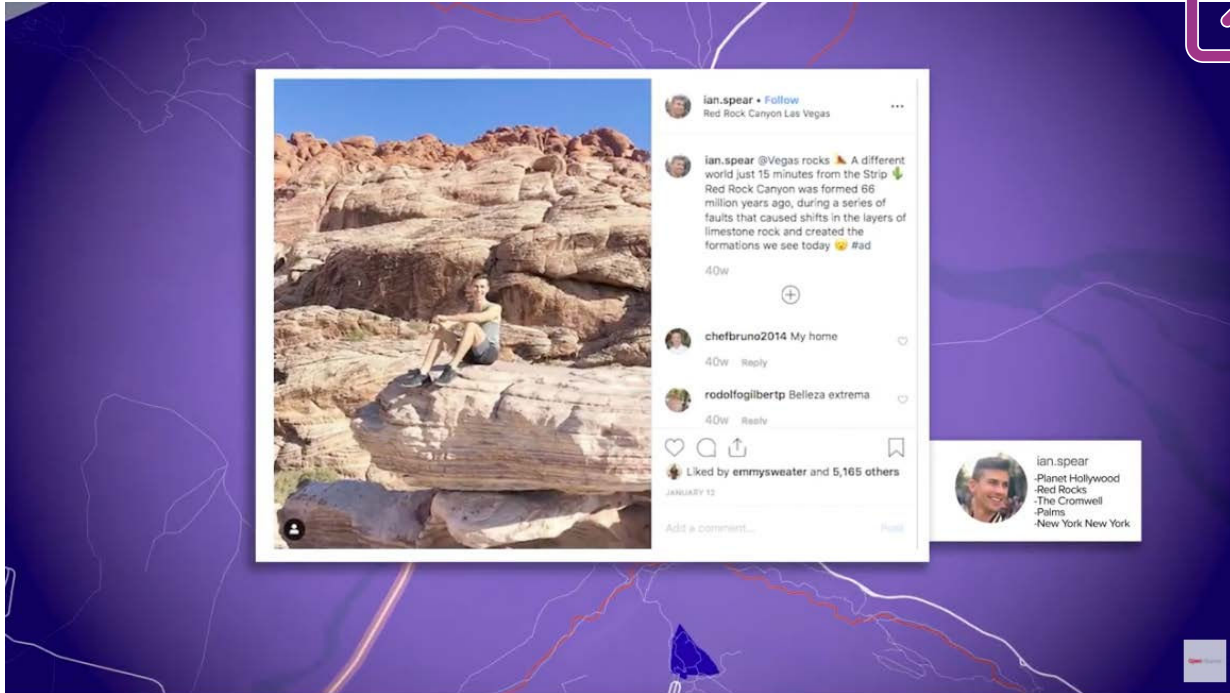 ian.spear • Follow
Red Rock Canyon Las Vegas
ian.spear @Vegas rocks A different
world just 15 minutes from the Strip
Red Rock Canyon was formed 66
million years ago, during a series of
faults that caused shifts in the layers of
limestone rock and created the
formations we see today #ad
40w
chefbruno2014 My home
40w Reply
rodolfogilbertp Belleza extrema
40w Reply
Liked by emmysweater and 5,165 others
JANUARY 12
Add a comment...
Post
ian.spear
-Planet Hollywood
-Red Rocks
-The Cromwell
-Palms
-New York New York
Open